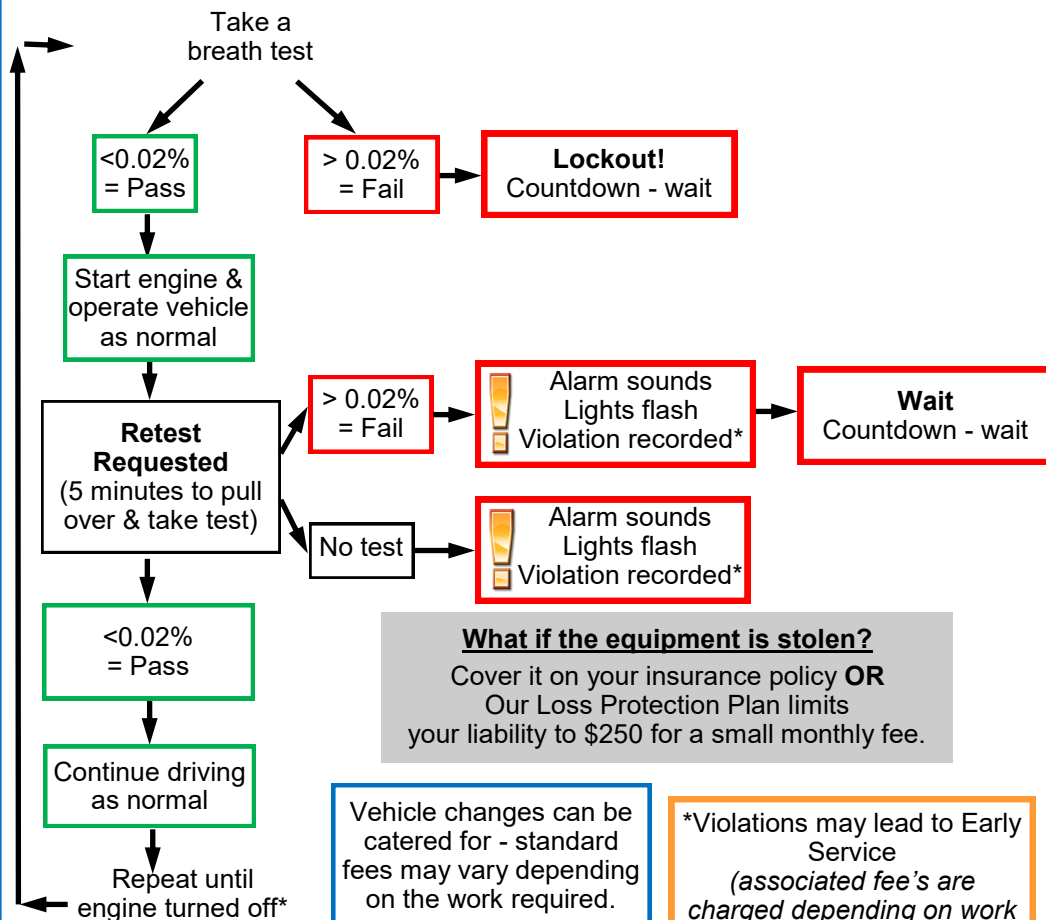 Take a
breath test
<0.02%
= Pass
> 0.02%
= Fail
Lockout!
Countdown - wait
Start engine &
operate vehicle
as normal
Retest
Requested
(5 minutes to pull
over & take test)
> 0.02%
= Fail
Alarm sounds
Lights flash
Violation recorded*
Wait
Countdown - wait
No test
Alarm sounds
Lights flash
Violation recorded*
<0.02%
= Pass
Continue driving
as normal
Repeat until
engine turned off*
What if the equipment is stolen?
Cover it on your insurance policy OR
Our Loss Protection Plan limits
your liability to $250 for a small monthly fee.
Vehicle changes can be
catered for - standard
fees may vary depending
on the work required.
*Violations may lead to Early
Service
(associated fee's are
charged depending on work